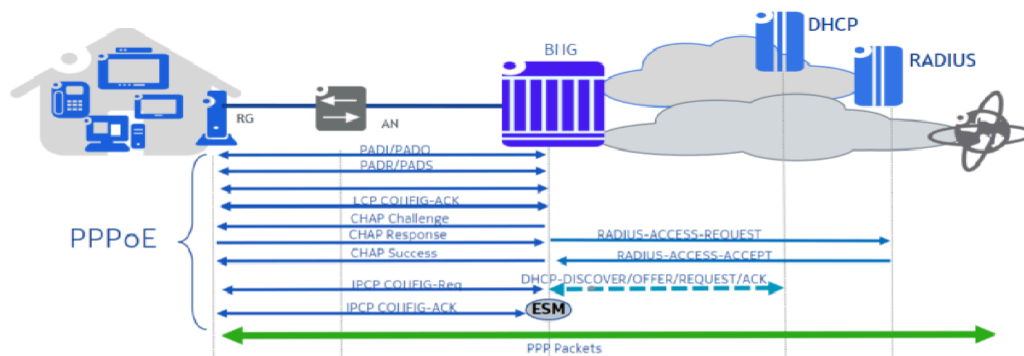 DHCP
BNG
RADIUS
RG
AN
PADI/PADO
PADR/PADS
LCP CONFIG-ACK
CHAP Challenge
PPPoE
CHAP Response
RADIUS-ACCESS-REQUEST
CHAP Success
RADIUS-ACCESS-ACCEPT
IPCP CONFIG-Req
DHCP-DISCOVER/OFFER/REQUEST/ACK
IPCP CONFIG-ACK
ESM
PPP Packets